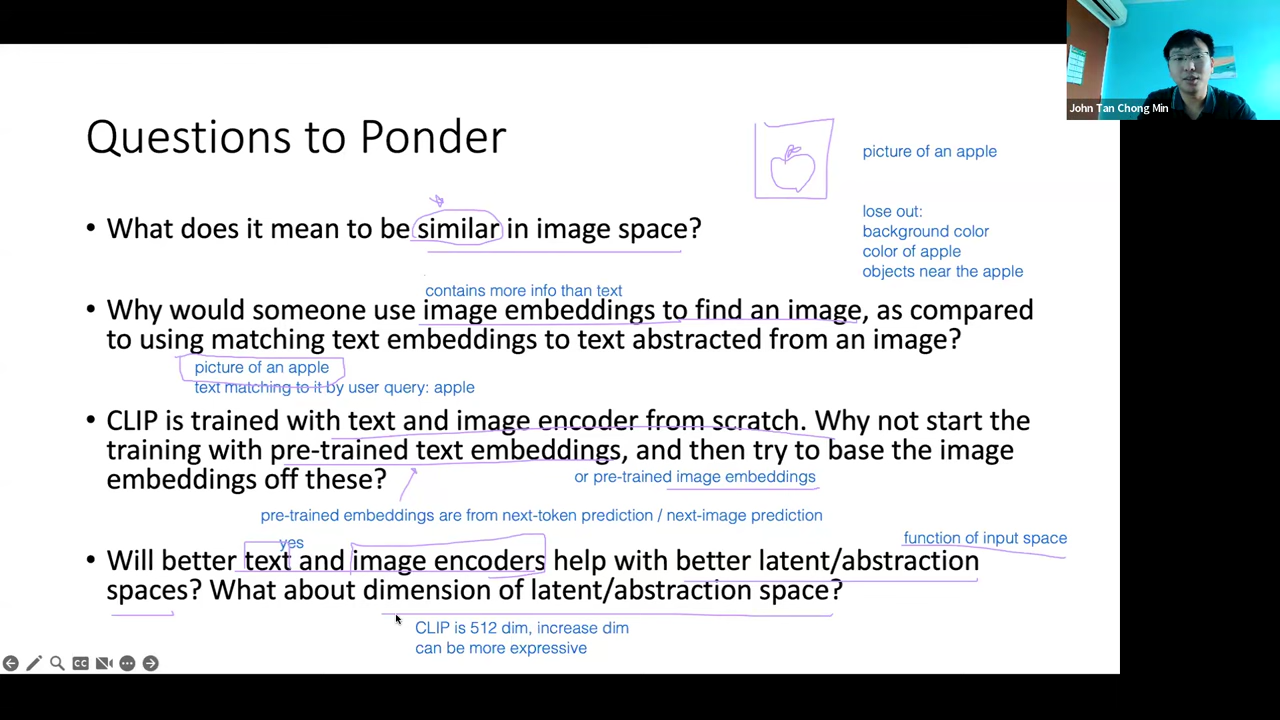 John Tan Chong Min
Questions to Ponder
picture of an apple
lose out:
background color
color of apple
objects near the apple
• What does it mean to be similar in image space?
contains more info than text
• Why would someone use image embeddings to find an image, as compared
to using matching text embeddings to text abstracted from an image?
picture of an apple
text matching to it by user query: apple
• CLIP is trained with text and image encoder from scratch. Why not start the
training with pre-trained text embeddings, and then try to base the image
embeddings off these?
or pre-trained image embeddings
pre-trained embeddings are from next-token prediction / next-image prediction
yes
function of input space
• Will better text and image encoders help with better latent/abstraction
spaces? What about dimension of latent/abstraction space?
CLIP is 512 dim, increase dim
can be more expressive
CC